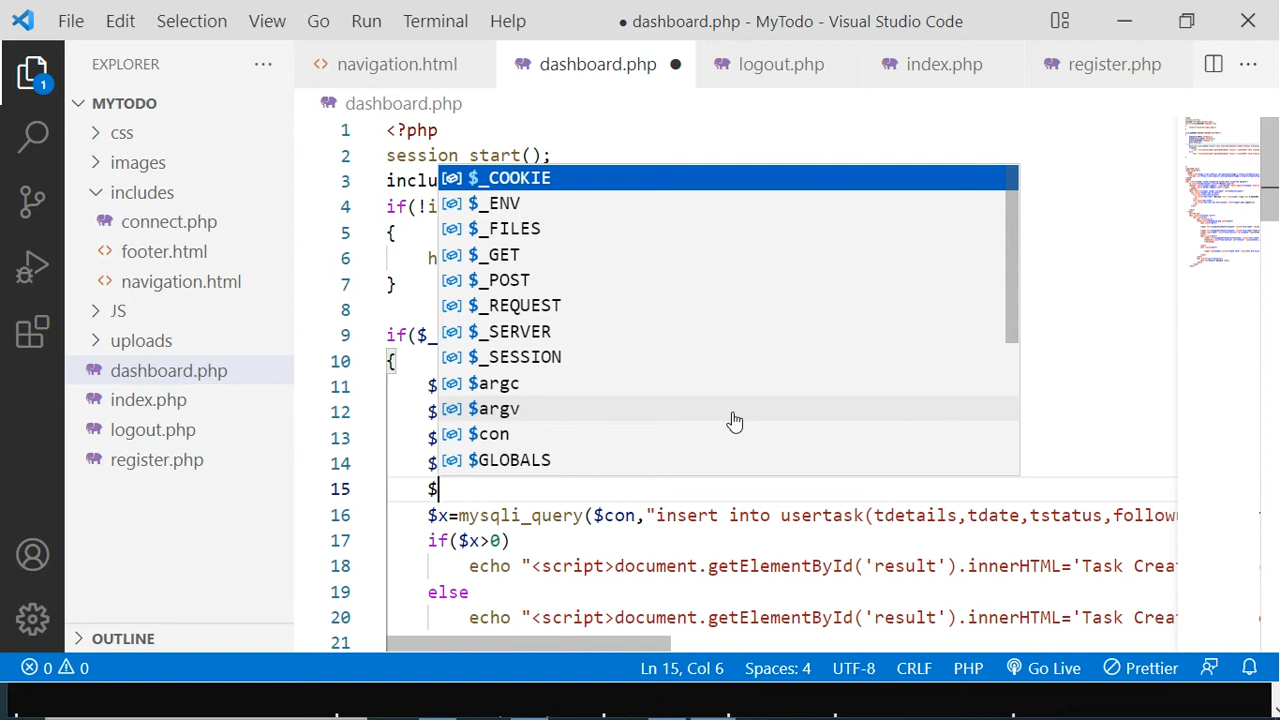 File Edit Selection View Go Run Terminal Help
● dashboard.php - MyTodo - Visual Studio Code
EXPLORER
navigation.html
dashboard.php
logout.php
index.php
register.php
MYTODO
css
images
includes
connect.php
footer.html
navigation.html
JS
uploads
dashboard.php
index.php
logout.php
register.php
OUTLINE
1
dashboard.php
1 <?php
2 session_start();
3 inclu
4 if(!i
5 {
6 h
7 }
8
9 if($_
10 {
11 $
12 $
13 $
14 $
15 $
16 $x=mysqli_query($con,"insert into usertask(tdetails,tdate,tstatus,follow
17 if($x>0)
18 echo "<script>document.getElementById('result').innerHTML='Task Crea
19 else
20 echo "<script>document.getElementById('result').innerHTML='Task Crea
21
$_COOKIE
$_ENV
$_FILES
$_GET
$_POST
$_REQUEST
$_SERVER
$_SESSION
$argc
$argv
$con
$GLOBALS
0 0 Ln 15, Col 6 Spaces: 4 UTF-8 CRLF PHP Go Live Prettier